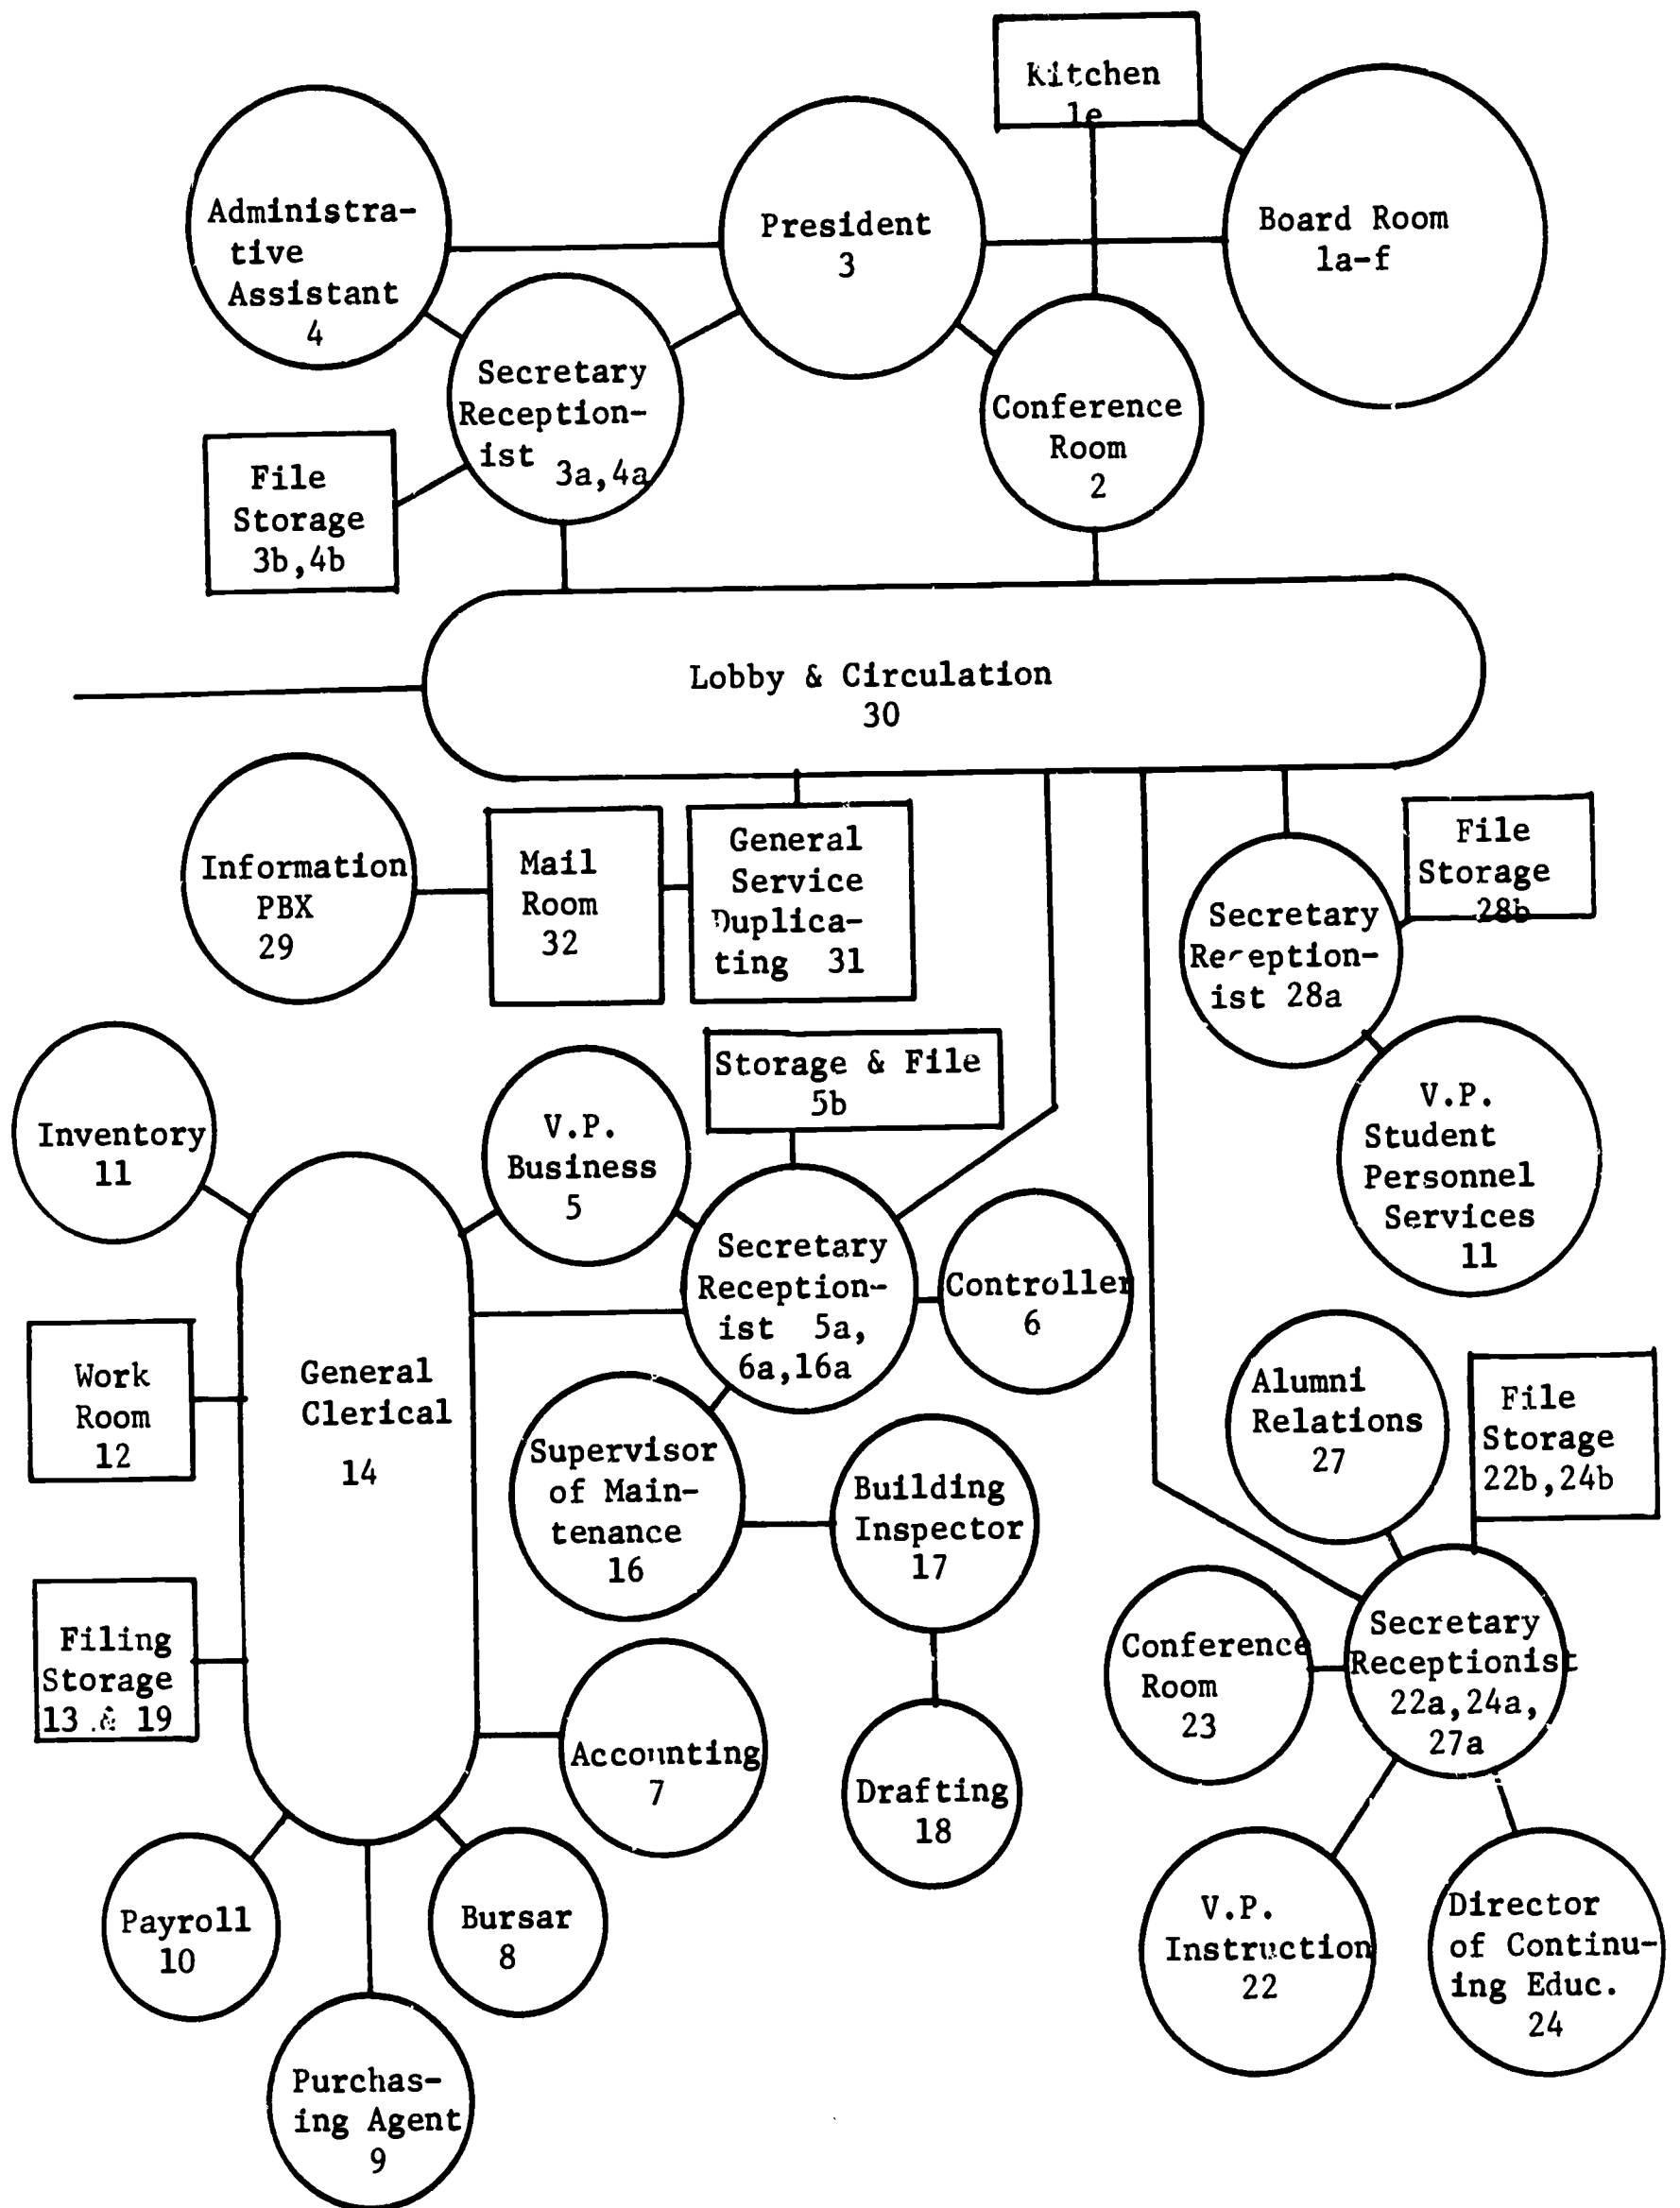 Kitchen
1e
Administra-
tive
Assistant
4
President
3
Board Room
1a-f
Secretary
Reception-
ist 3a,4a
Conference
Room
2
File
Storage
3b,4b
Lobby & Circulation
30
Information
PBX
29
Mail
Room
32
General
Service
Duplica-
ting 31
File
Storage
28b
Secretary
Reception-
ist 28a
Storage & File
5b
V.P.
Student
Personnel
Services
11
Inventory
11
V.P.
Business
5
Secretary
Reception-
ist 5a,
6a,16a
Controller
6
Work
Room
12
General
Clerical
14
Alumni
Relations
27
File
Storage
22b,24b
Supervisor
of Main-
tenance
16
Building
Inspector
17
Filing
Storage
13 & 19
Conference
Room
23
Secretary
Receptionist
22a,24a,
27a
Accounting
7
Drafting
18
Payroll
10
Bursar
8
V.P.
Instruction
22
Director
of Continu-
ing Educ.
24
Purchas-
ing Agent
9